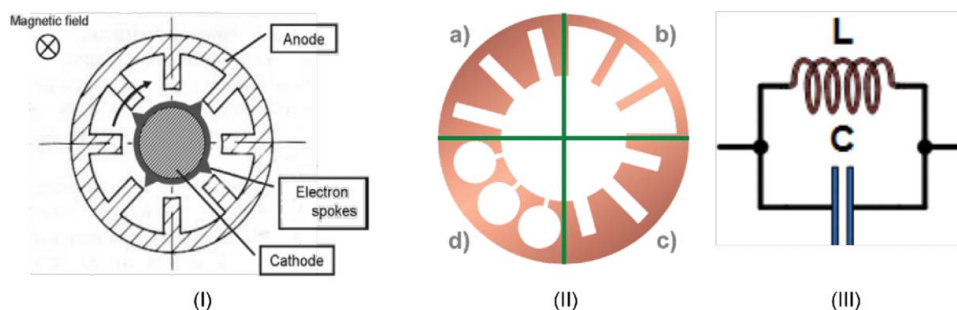 Magnetic field
Anode
Electron
spokes
Cathode
(I)
a)
b)
d)
c)
(II)
L
C
(III)